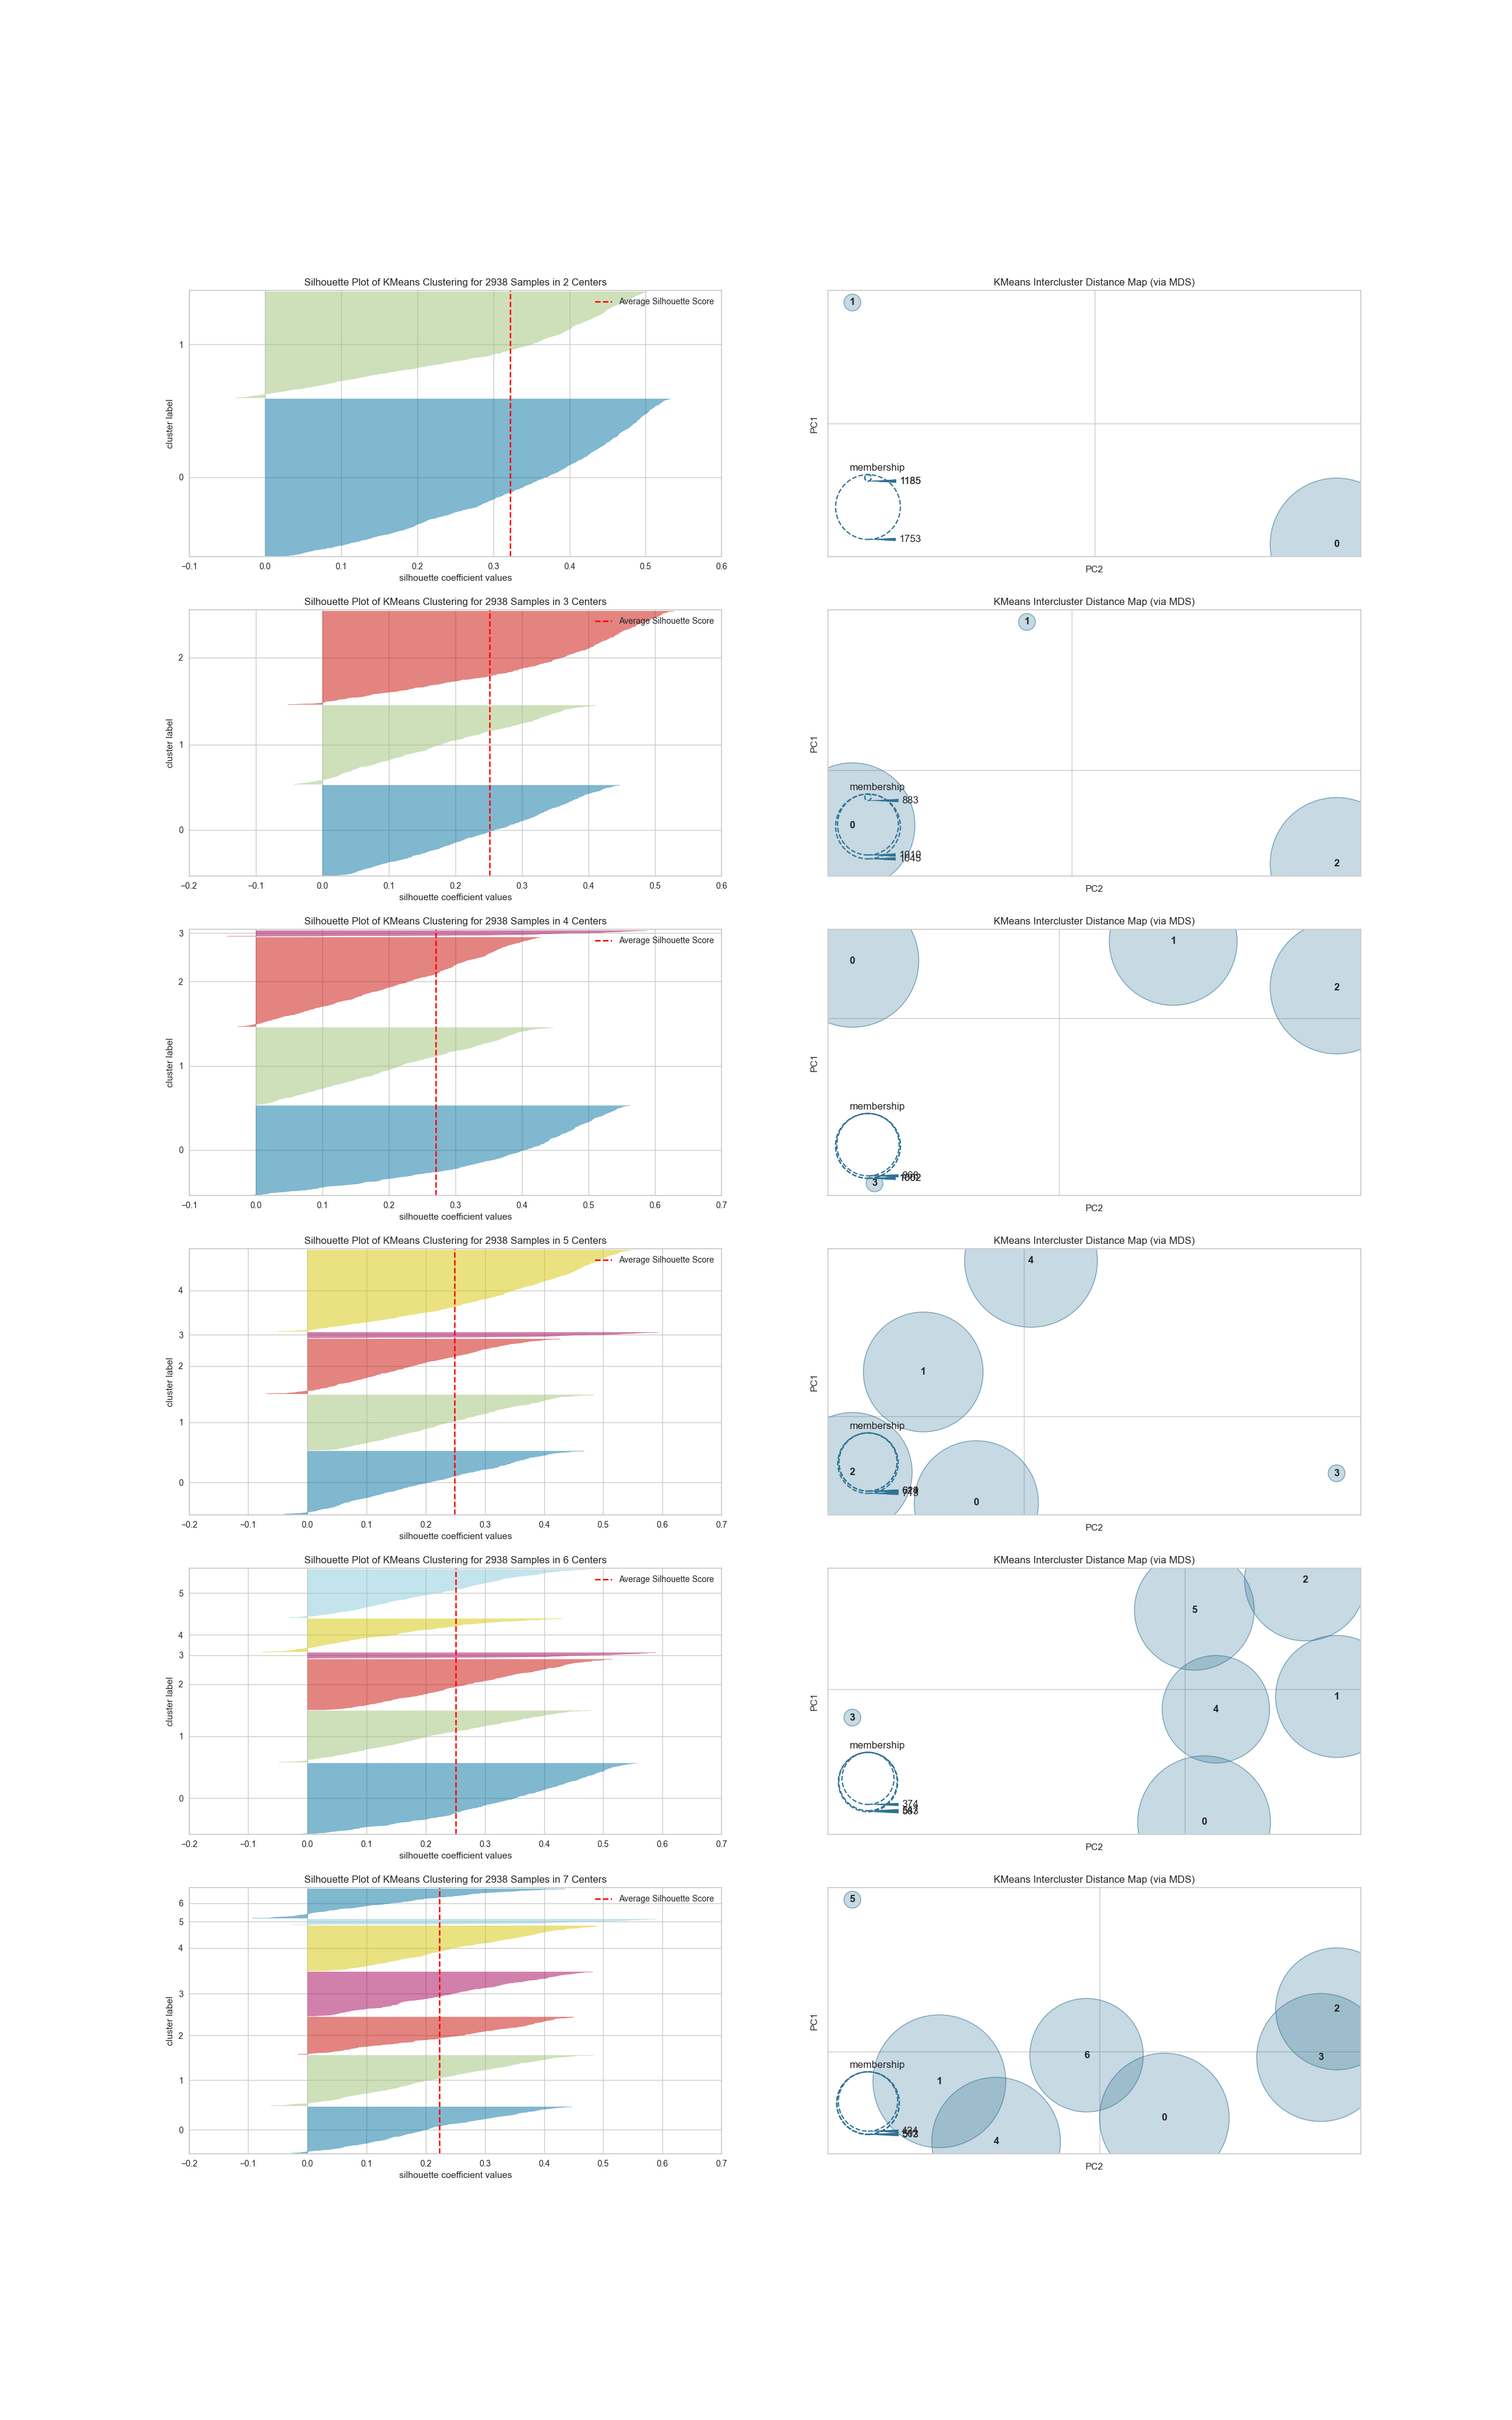 Silhouette Plot of KMeans Clustering for 2938 Samples in 2 Centers
Average Silhouette Score
cluster label
1
0
−0.1 0.0 0.1 0.2 0.3 0.4 0.5 0.6
silhouette coefficient values
KMeans Intercluster Distance Map (via MDS)
1
PC1
membership
1185
1753
0
PC2
Silhouette Plot of KMeans Clustering for 2938 Samples in 3 Centers
Average Silhouette Score
cluster label
2
1
0
−0.2 −0.1 0.0 0.1 0.2 0.3 0.4 0.5 0.6
silhouette coefficient values
KMeans Intercluster Distance Map (via MDS)
1
PC1
membership
883
0
2
PC2
Silhouette Plot of KMeans Clustering for 2938 Samples in 4 Centers
Average Silhouette Score
cluster label
3
2
1
0
−0.1 0.0 0.1 0.2 0.3 0.4 0.5 0.6 0.7
silhouette coefficient values
KMeans Intercluster Distance Map (via MDS)
1
0
2
PC1
membership
3
PC2
Silhouette Plot of KMeans Clustering for 2938 Samples in 5 Centers
Average Silhouette Score
cluster label
4
3
2
1
0
−0.2 −0.1 0.0 0.1 0.2 0.3 0.4 0.5 0.6 0.7
silhouette coefficient values
KMeans Intercluster Distance Map (via MDS)
4
1
PC1
membership
2
3
0
PC2
Silhouette Plot of KMeans Clustering for 2938 Samples in 6 Centers
Average Silhouette Score
cluster label
5
4
3
2
1
0
−0.2 −0.1 0.0 0.1 0.2 0.3 0.4 0.5 0.6 0.7
silhouette coefficient values
KMeans Intercluster Distance Map (via MDS)
2
5
1
4
3
PC1
membership
374
0
PC2
Silhouette Plot of KMeans Clustering for 2938 Samples in 7 Centers
Average Silhouette Score
cluster label
6
5
4
3
2
1
0
−0.2 −0.1 0.0 0.1 0.2 0.3 0.4 0.5 0.6 0.7
silhouette coefficient values
KMeans Intercluster Distance Map (via MDS)
5
2
PC1
6
3
membership
1
0
4
PC2